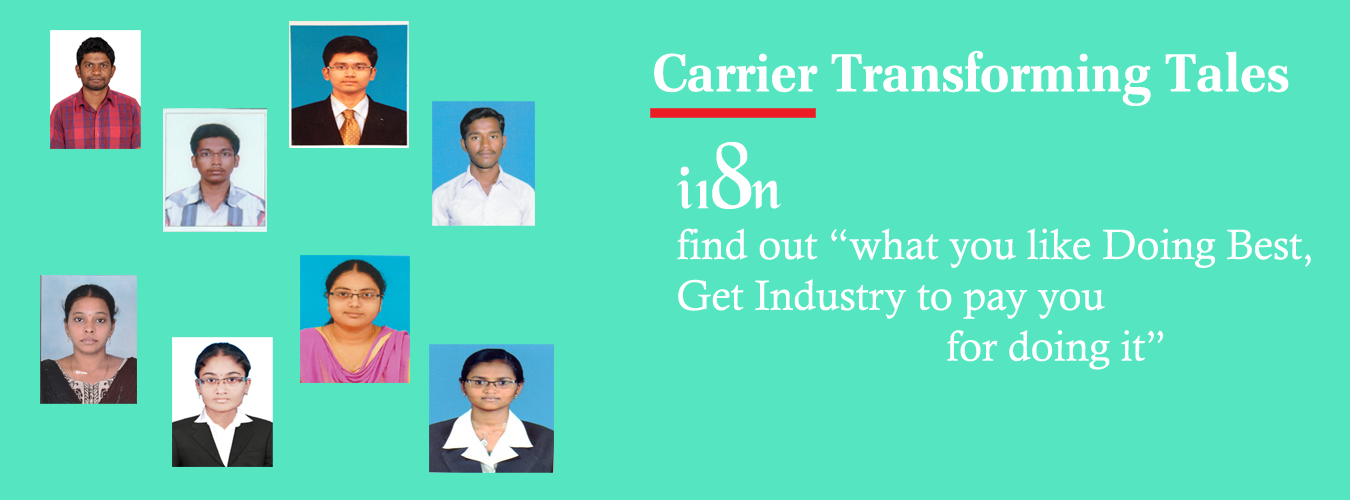 Carrier Transforming Tales
i18n
find out “what you like Doing Best,
Get Industry to pay you
for doing it”